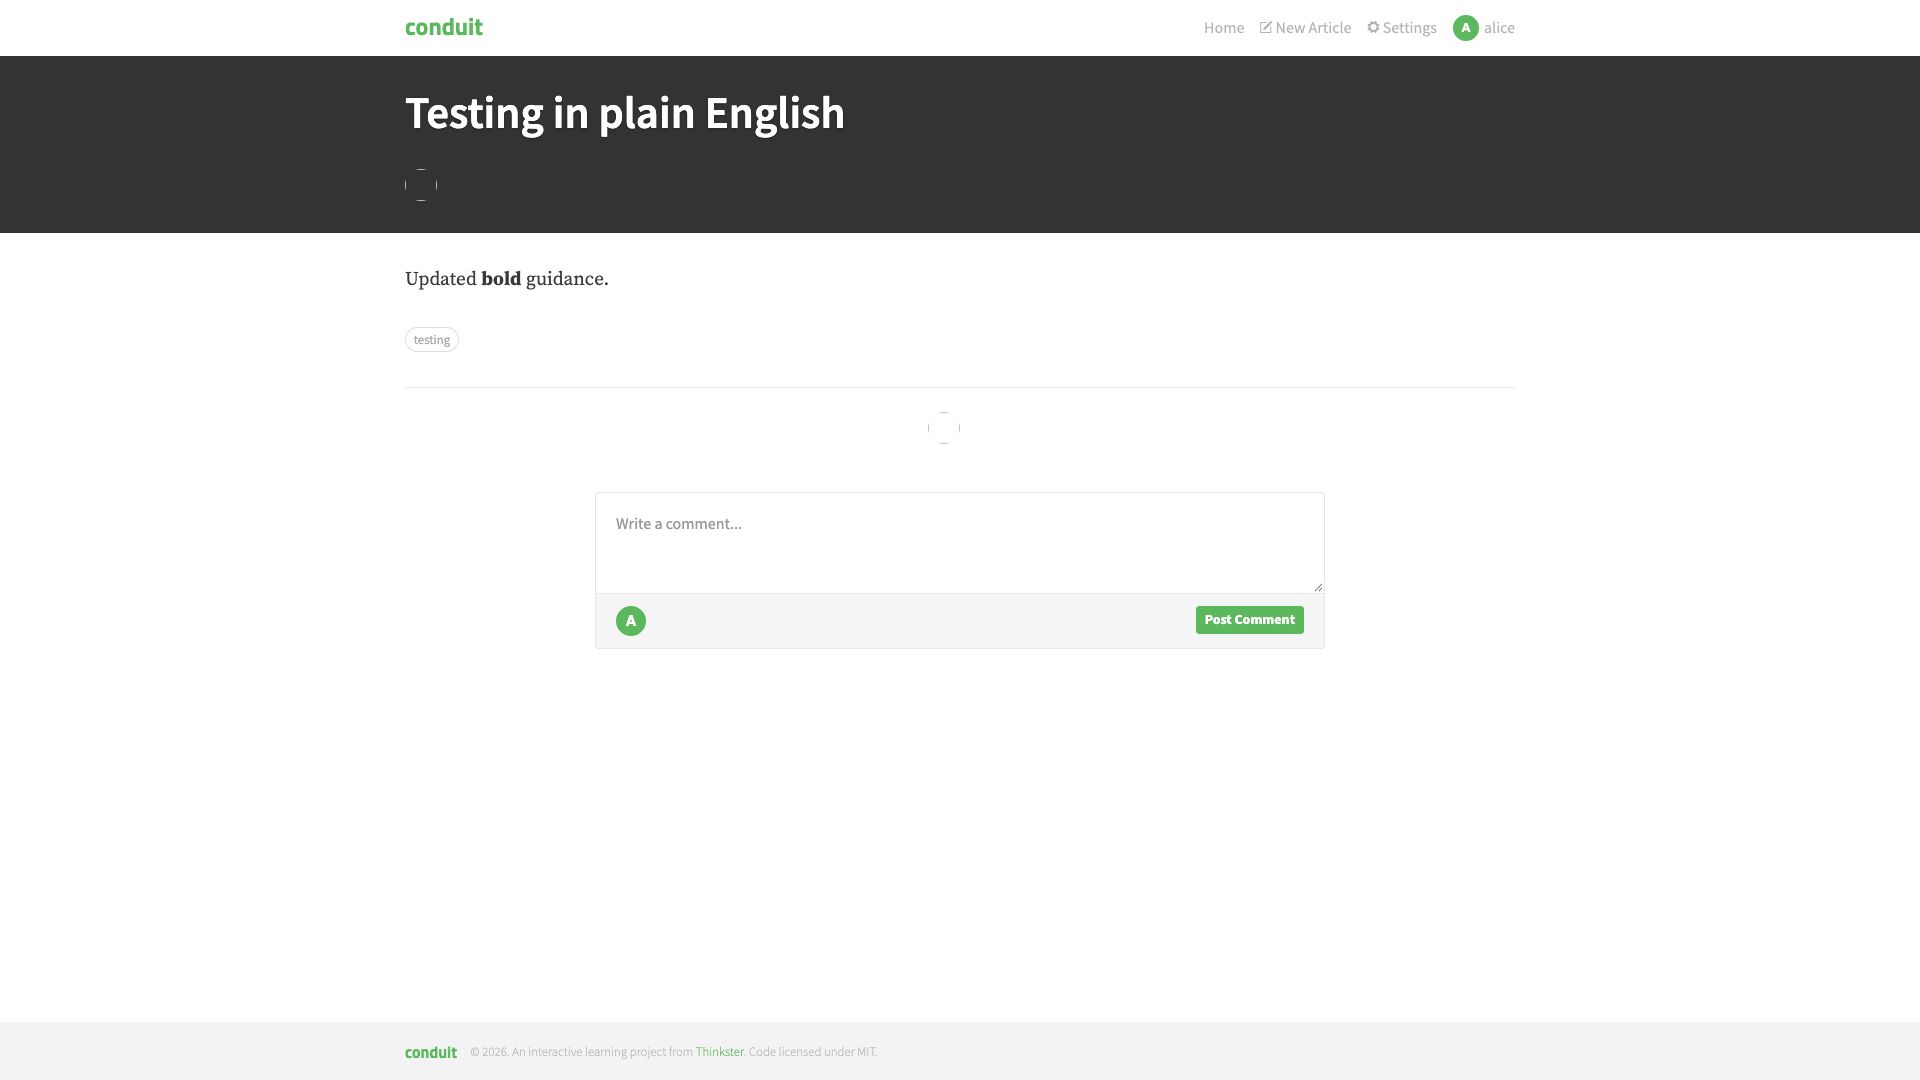 conduit
Home New Article Settings A alice
Testing in plain English
Updated bold guidance.
testing
Write a comment...
A Post Comment
conduit © 2026. An interactive learning project from Thinkster. Code licensed under MIT.